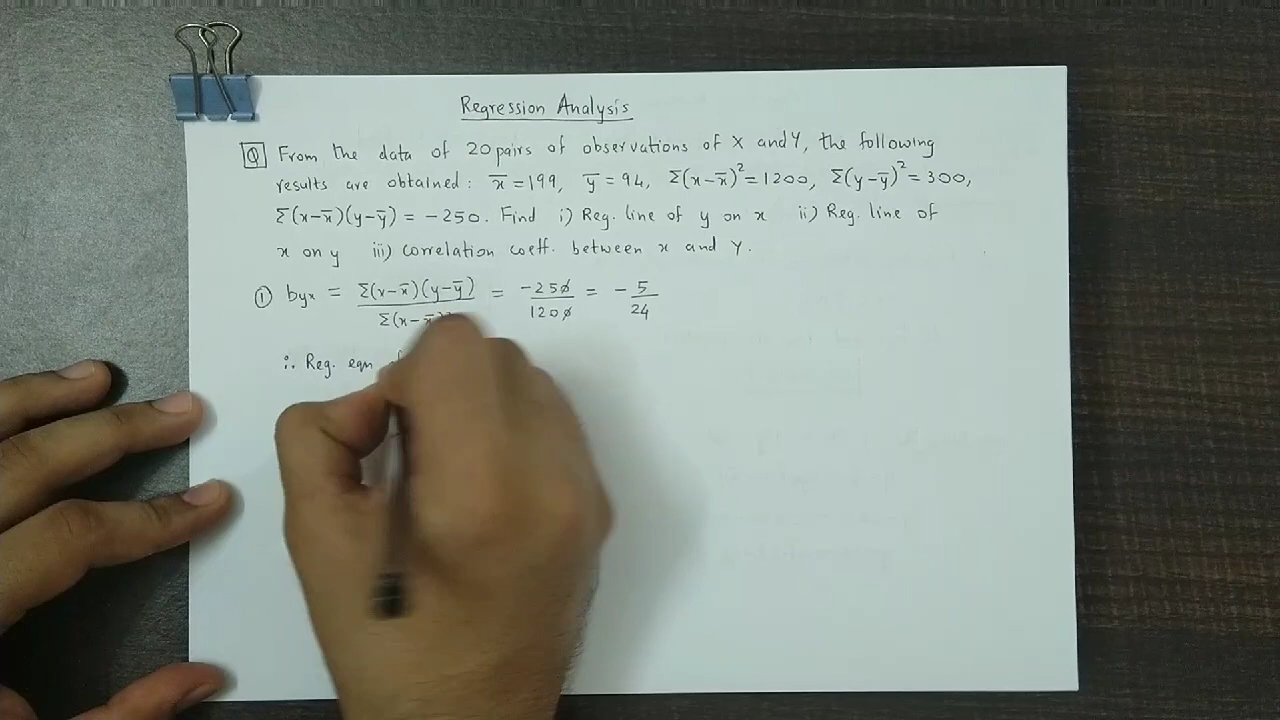 Regression Analysis
Q From the data of 20 pairs of observations of X and Y, the following
results are obtained: x̄ = 199, ȳ = 94, Σ(x-x̄)² = 1200, Σ(y-ȳ)² = 300,
Σ(x-x̄)(y-ȳ) = -250. Find i) Reg. line of y on x ii) Reg. line of
x on y iii) correlation coeff. between x and Y.
① byx = Σ(x-x̄)(y-ȳ) / Σ(x-x̄ = -250 / 1200 = - 5 / 24
∴ Reg. eqn